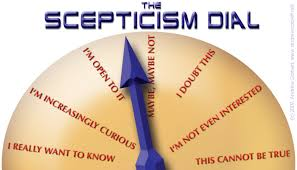 THE
SCEPTICISM DIAL
I REALLY WANT TO KNOW
I'M INCREASINGLY CURIOUS
I'M OPEN TO IT
MAYBE, MAYBE NOT
I DOUBT THIS
I'M NOT EVEN INTERESTED
THIS CANNOT BE TRUE